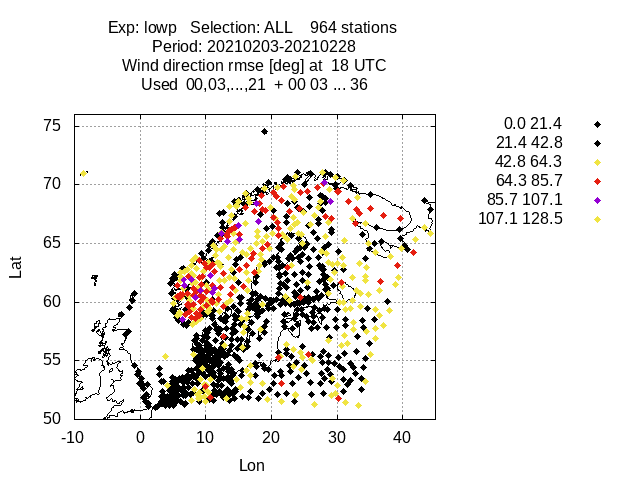 Exp: lowp   Selection: ALL    964 stations
Period: 20210203-20210228
Wind direction rmse [deg] at  18 UTC
Used  00,03,...,21  + 00 03 ... 36
0.0 21.4
21.4 42.8
42.8 64.3
64.3 85.7
85.7 107.1
107.1 128.5
75
70
65
60
55
50
Lat
-10 0 10 20 30 40
Lon